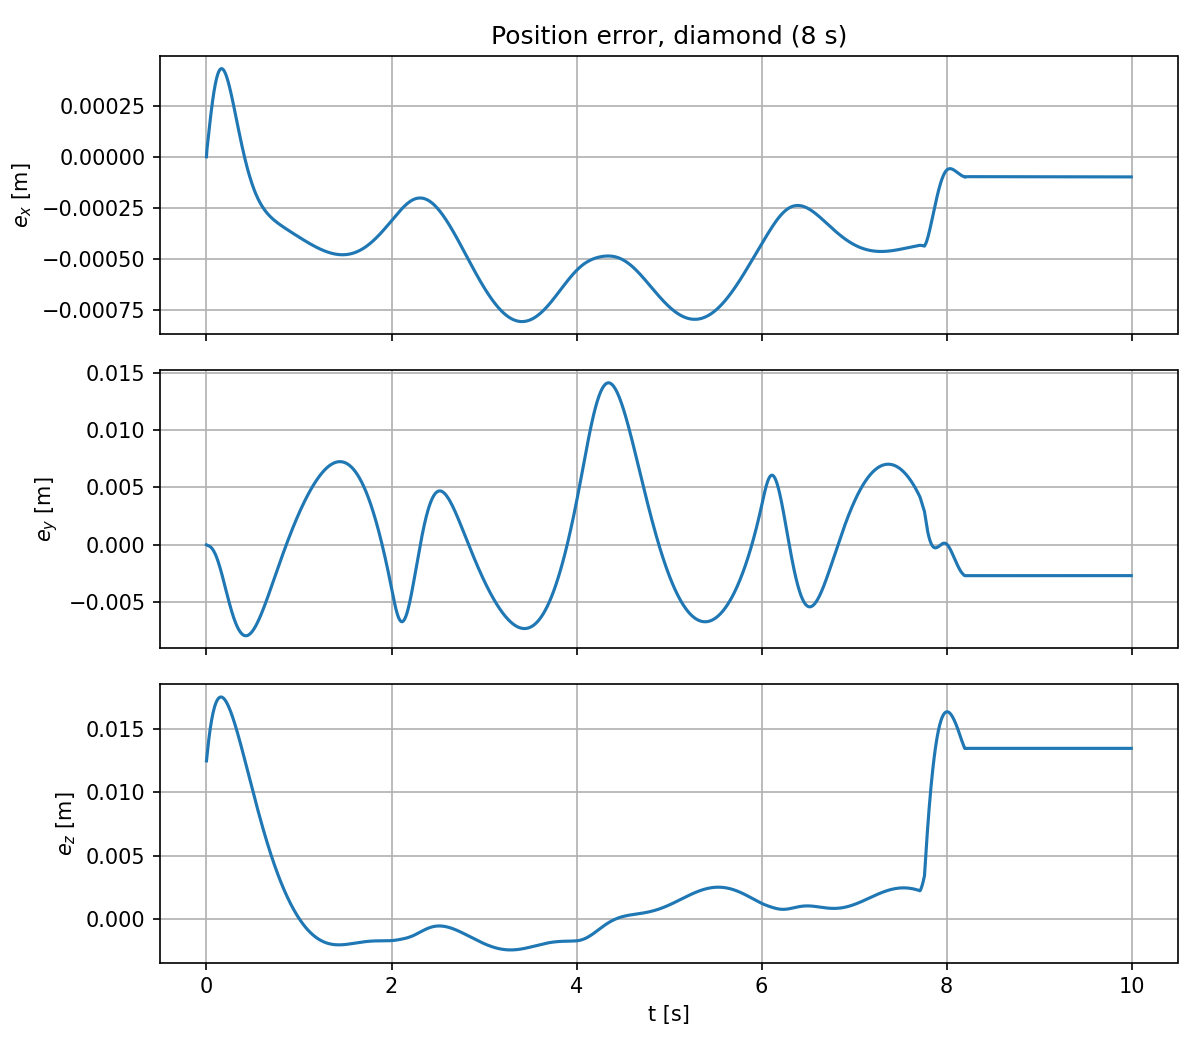 Position error, diamond (8 s)
0.00025
0.00000
−0.00025
−0.00050
−0.00075
e_x [m]
0.015
0.010
0.005
0.000
−0.005
e_y [m]
0.015
0.010
0.005
0.000
e_z [m]
0 2 4 6 8 10
t [s]